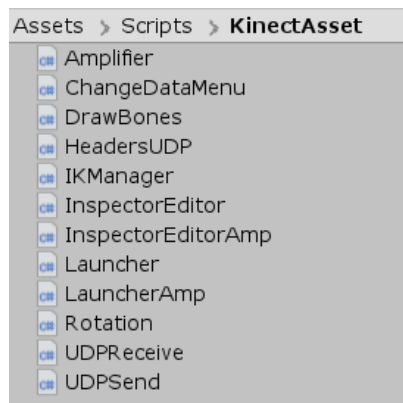 Assets > Scripts > KinectAsset
c# Amplifier
c# ChangeDataMenu
c# DrawBones
c# HeadersUDP
c# IKManager
c# InspectorEditor
c# InspectorEditorAmp
c# Launcher
c# LauncherAmp
c# Rotation
c# UDPReceive
c# UDPSend